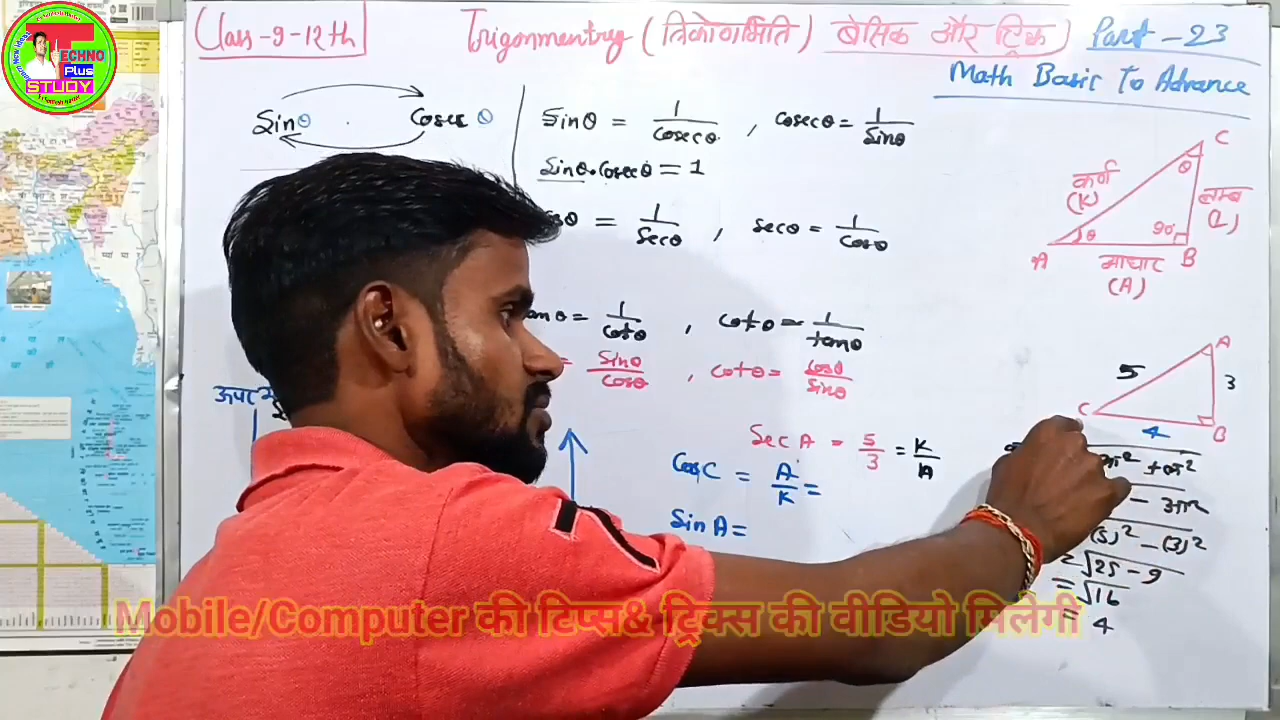 Class-9-12th
Trigonmentry (त्रिकोणमिति) बेसिक और ट्रिक Part-23
Math Basic To Advance
TECHNO
Plus
STUDY
Sinθ
Cosec θ
Sinθ = 1/Cosecθ , Cosecθ = 1/Sinθ
Sinθ.Cosecθ = 1
Cosθ = 1/Secθ , Secθ = 1/Cosθ
tanθ = 1/Cotθ , Cotθ = 1/tanθ
= Sinθ/Cosθ , Cotθ = Cosθ/Sinθ
Sec A = 5/3 = K/A
Cos C = A/K =
Sin A =
C
θ
कर्ण
(K)
लम्ब
(L)
θ
90°
A
आधार
B
(A)
A
5
3
C
4
B
(5)² - (3)²
= √25 - 9
= √16
= 4
Mobile/Computer की टिप्स& ट्रिक्स की वीडियो मिलेगी